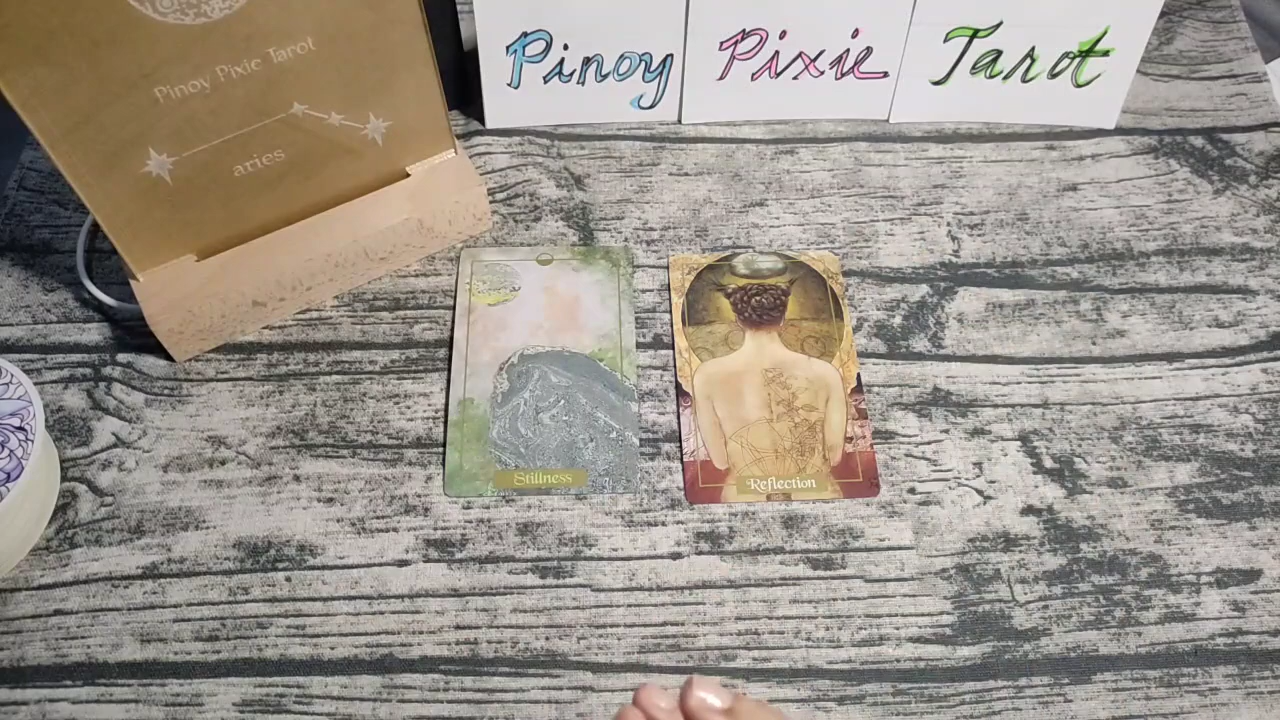 Pinoy Pixie Tarot
aries
Pinoy Pixie Tarot
Stillness
Reflection